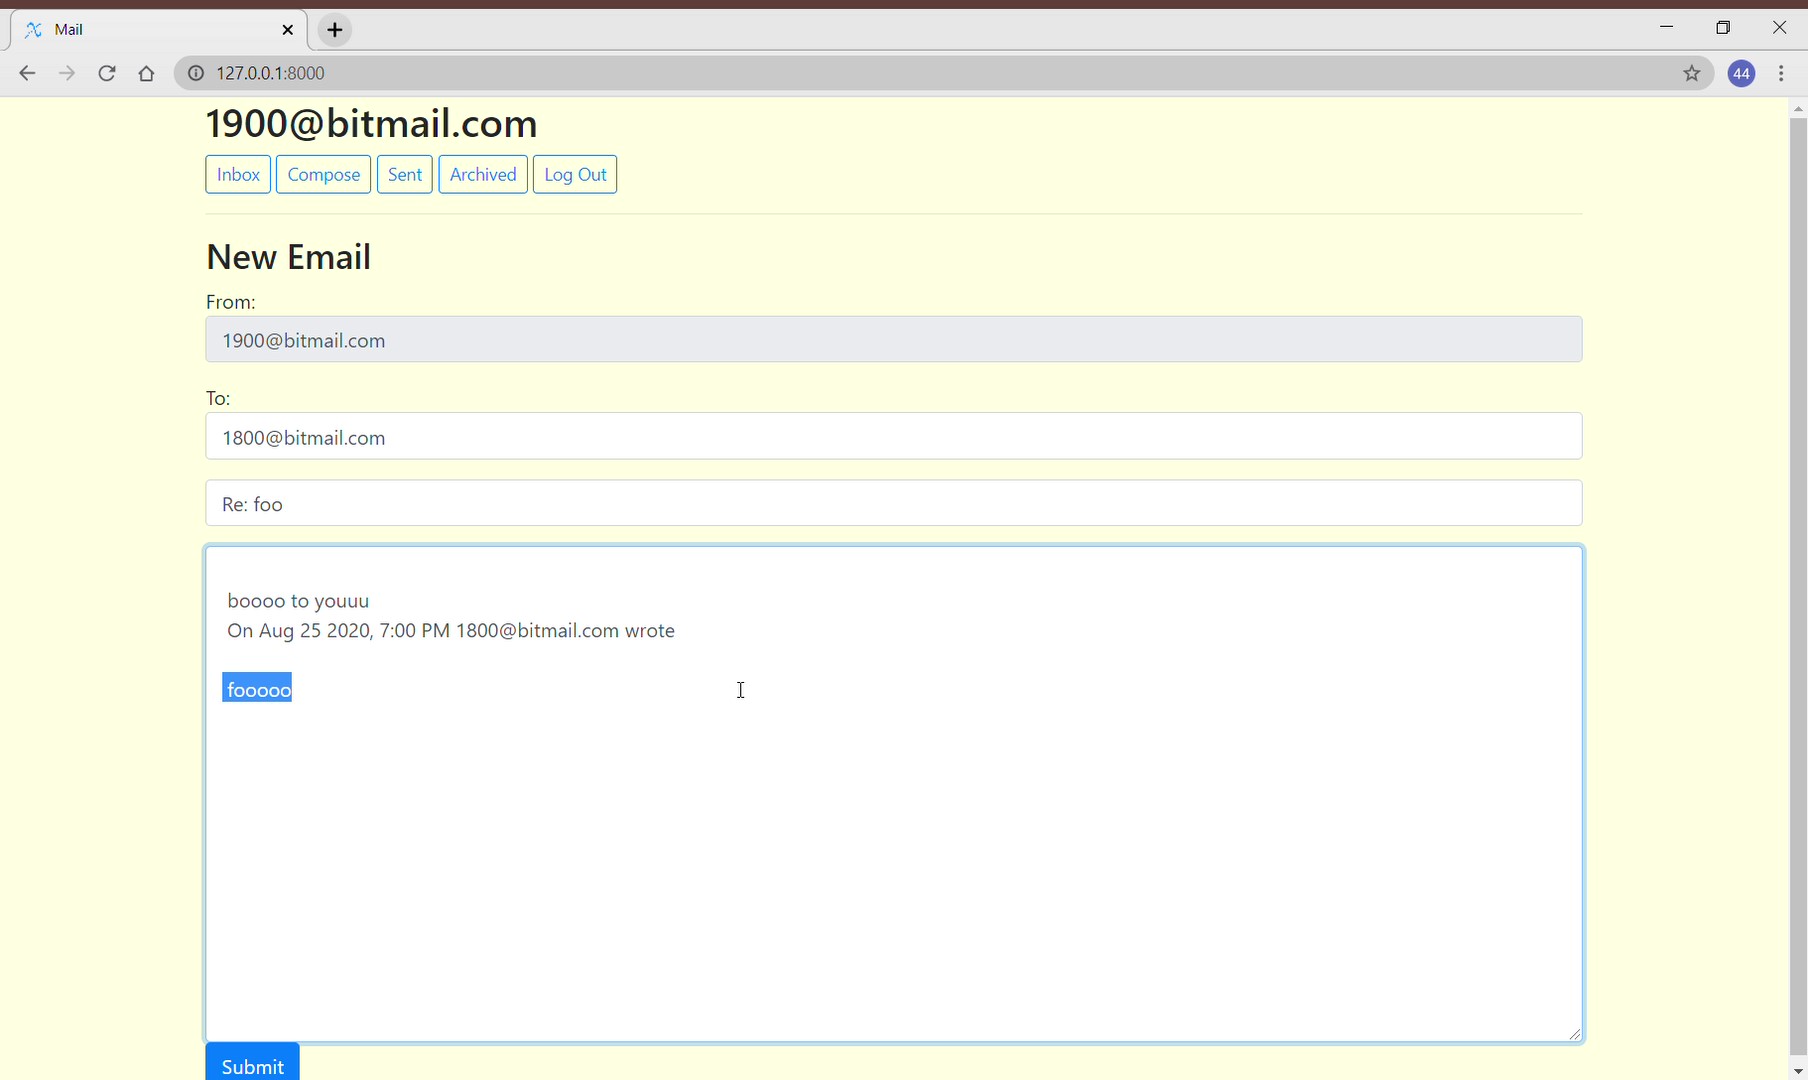 Mail
127.0.0.1:8000
44
1900@bitmail.com
Inbox Compose Sent Archived Log Out
New Email
From:
1900@bitmail.com
To:
1800@bitmail.com
Re: foo
boooo to youuu
On Aug 25 2020, 7:00 PM 1800@bitmail.com wrote
fooooo
Submit